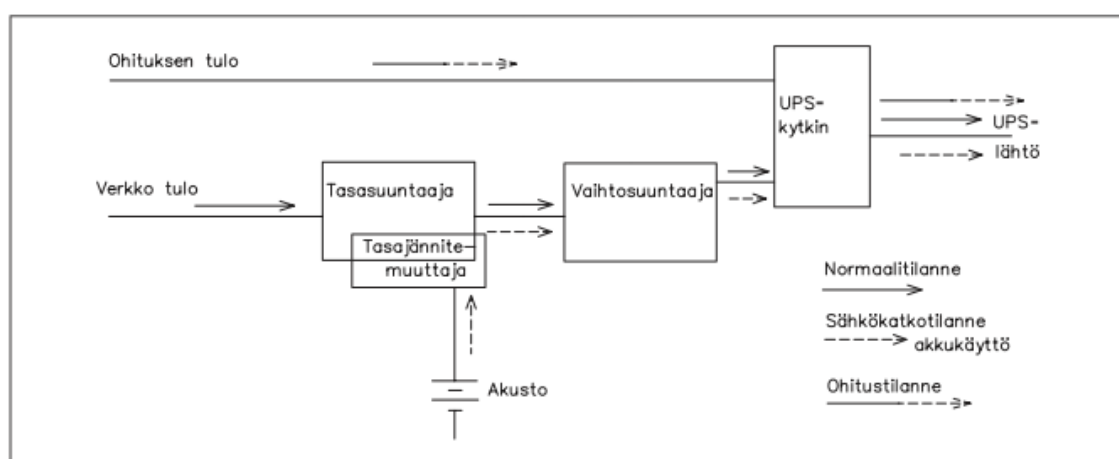 Ohituksen tulo
UPS-
kytkin
UPS-
lähtö
Verkko tulo
Tasasuuntaaja
Vaihtosuuntaaja
Tasajännite-
muuttaja
Akusto
Normaalitilanne
Sähkökatkotilanne
akkukäyttö
Ohitustilanne